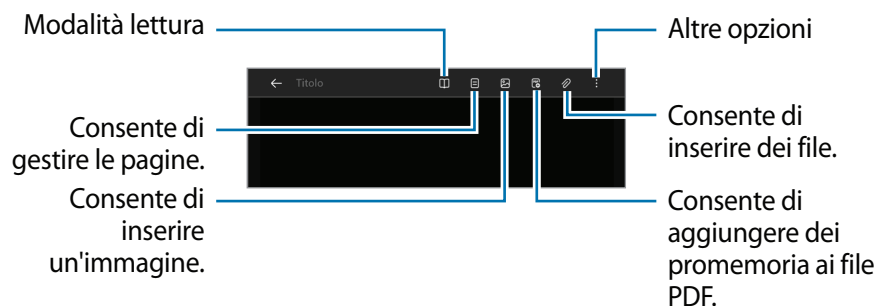 Modalità lettura
Altre opzioni
Titolo
Consente di
gestire le pagine.
Consente di
inserire dei file.
Consente di
inserire
un'immagine.
Consente di
aggiungere dei
promemoria ai file
PDF.